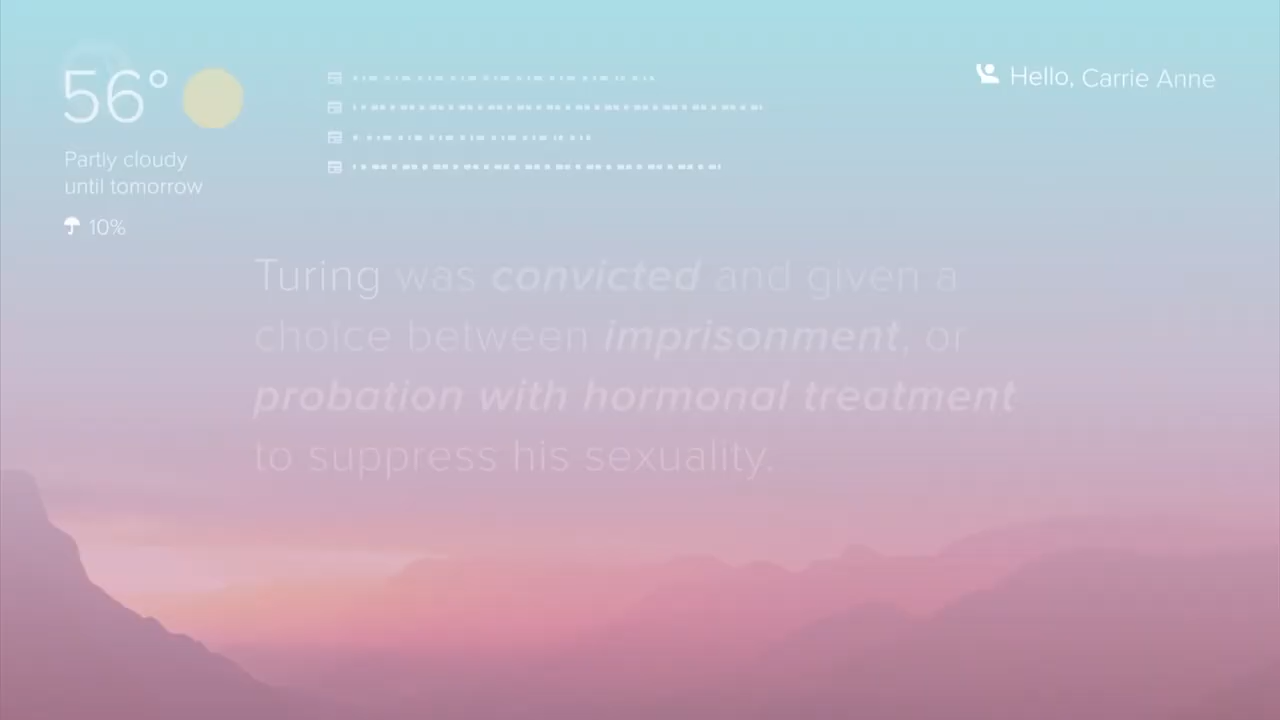 56°
Partly cloudy
until tomorrow
10%
Hello, Carrie Anne
Turing was convicted and given a
choice between imprisonment, or
probation with hormonal treatment
to suppress his sexuality.